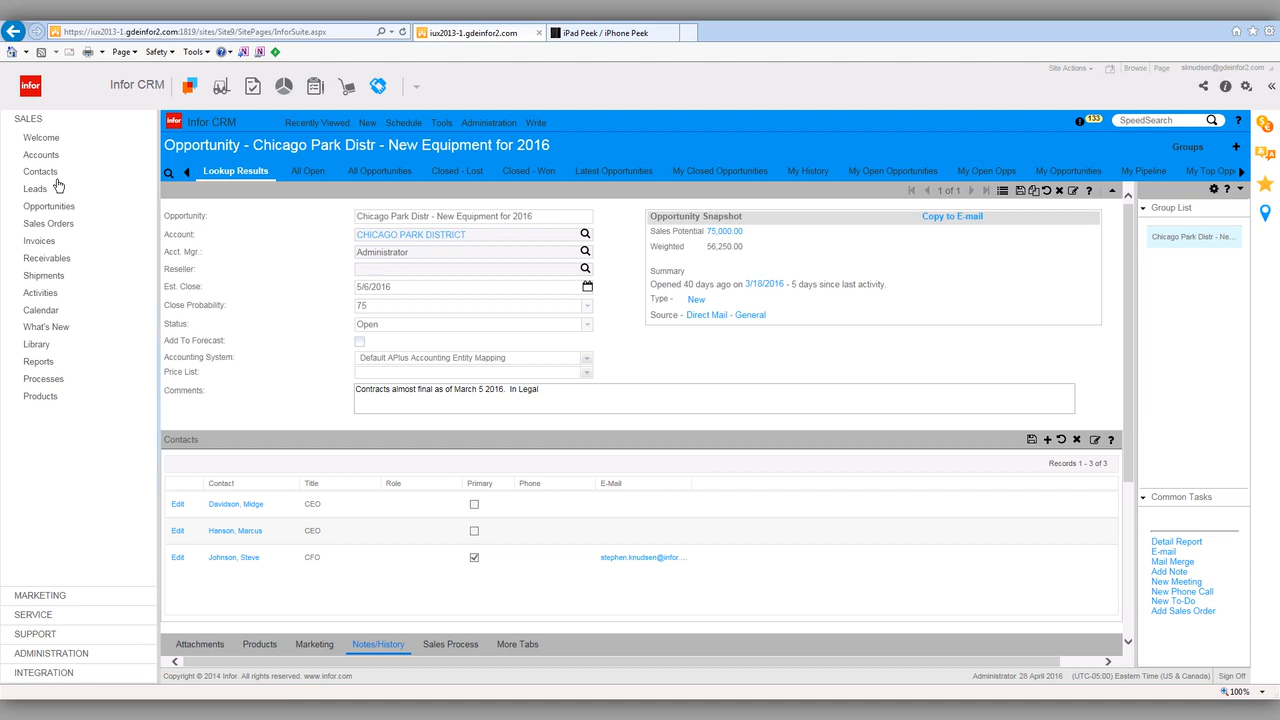 https://iux2013-1.gdeinfor2.com:1819/sites/Site9/SitePages/InforSuite.aspx
iux2013-1.gdeinfor2.com
iPad Peek / iPhone Peek
Page
Safety
Tools
Site Actions
Browse
Page
sknudsen@gdeinfor2.com
infor
Infor CRM
SALES
Welcome
Accounts
Contacts
Leads
Opportunities
Sales Orders
Invoices
Receivables
Shipments
Activities
Calendar
What's New
Library
Reports
Processes
Products
MARKETING
SERVICE
SUPPORT
ADMINISTRATION
INTEGRATION
infor
Infor CRM
Recently Viewed
New
Schedule
Tools
Administration
Write
133
SpeedSearch
?
Opportunity - Chicago Park Distr - New Equipment for 2016
Groups
+
Lookup Results
All Open
All Opportunities
Closed - Lost
Closed - Won
Latest Opportunities
My Closed Opportunities
My History
My Open Opportunities
My Open Opps
My Opportunities
My Pipeline
My Top Opp
1 of 1
?
Opportunity:
Chicago Park Distr - New Equipment for 2016
Account:
CHICAGO PARK DISTRICT
Acct. Mgr.:
Administrator
Reseller:
Est. Close:
5/6/2016
Close Probability:
75
Status:
Open
Add To Forecast:
Accounting System:
Default APlus Accounting Entity Mapping
Price List:
Comments:
Contracts almost final as of March 5 2016. In Legal
Opportunity Snapshot
Copy to E-mail
Sales Potential 75,000.00
Weighted 56,250.00
Summary
Opened 40 days ago on 3/18/2016 - 5 days since last activity.
Type - New
Source - Direct Mail - General
Contacts
?
Records 1 - 3 of 3
Contact Title Role Primary Phone E-Mail
Edit Davidson, Midge CEO
Edit Hanson, Marcus CEO
Edit Johnson, Steve CFO stephen.knudsen@infor....
Attachments
Products
Marketing
Notes/History
Sales Process
More Tabs
?
Group List
Chicago Park Distr - Ne...
Common Tasks
Detail Report
E-mail
Mail Merge
Add Note
New Meeting
New Phone Call
New To-Do
Add Sales Order
Copyright © 2014 Infor. All rights reserved. www.infor.com
Administrator 28 April 2016
(UTC-05:00) Eastern Time (US & Canada)
Sign Off
100%